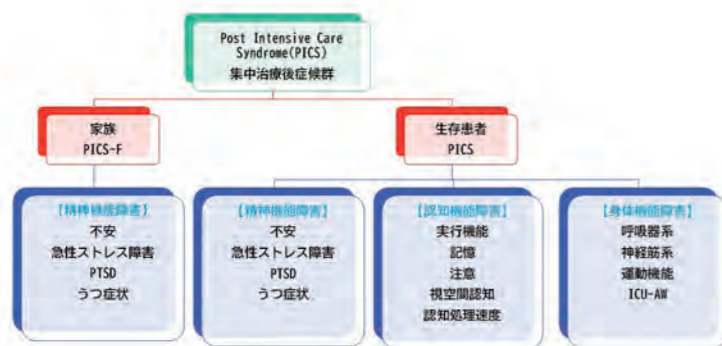 Post Intensive Care
Syndrome(PICS)
集中治療後症候群
家族
PICS-F
生存患者
PICS
【精神機能障害】
不安
急性ストレス障害
PTSD
うつ症状
【精神機能障害】
不安
急性ストレス障害
PTSD
うつ症状
【認知機能障害】
実行機能
記憶
注意
視空間認知
認知処理速度
【身体機能障害】
呼吸器系
神経筋系
運動機能
ICU-AW